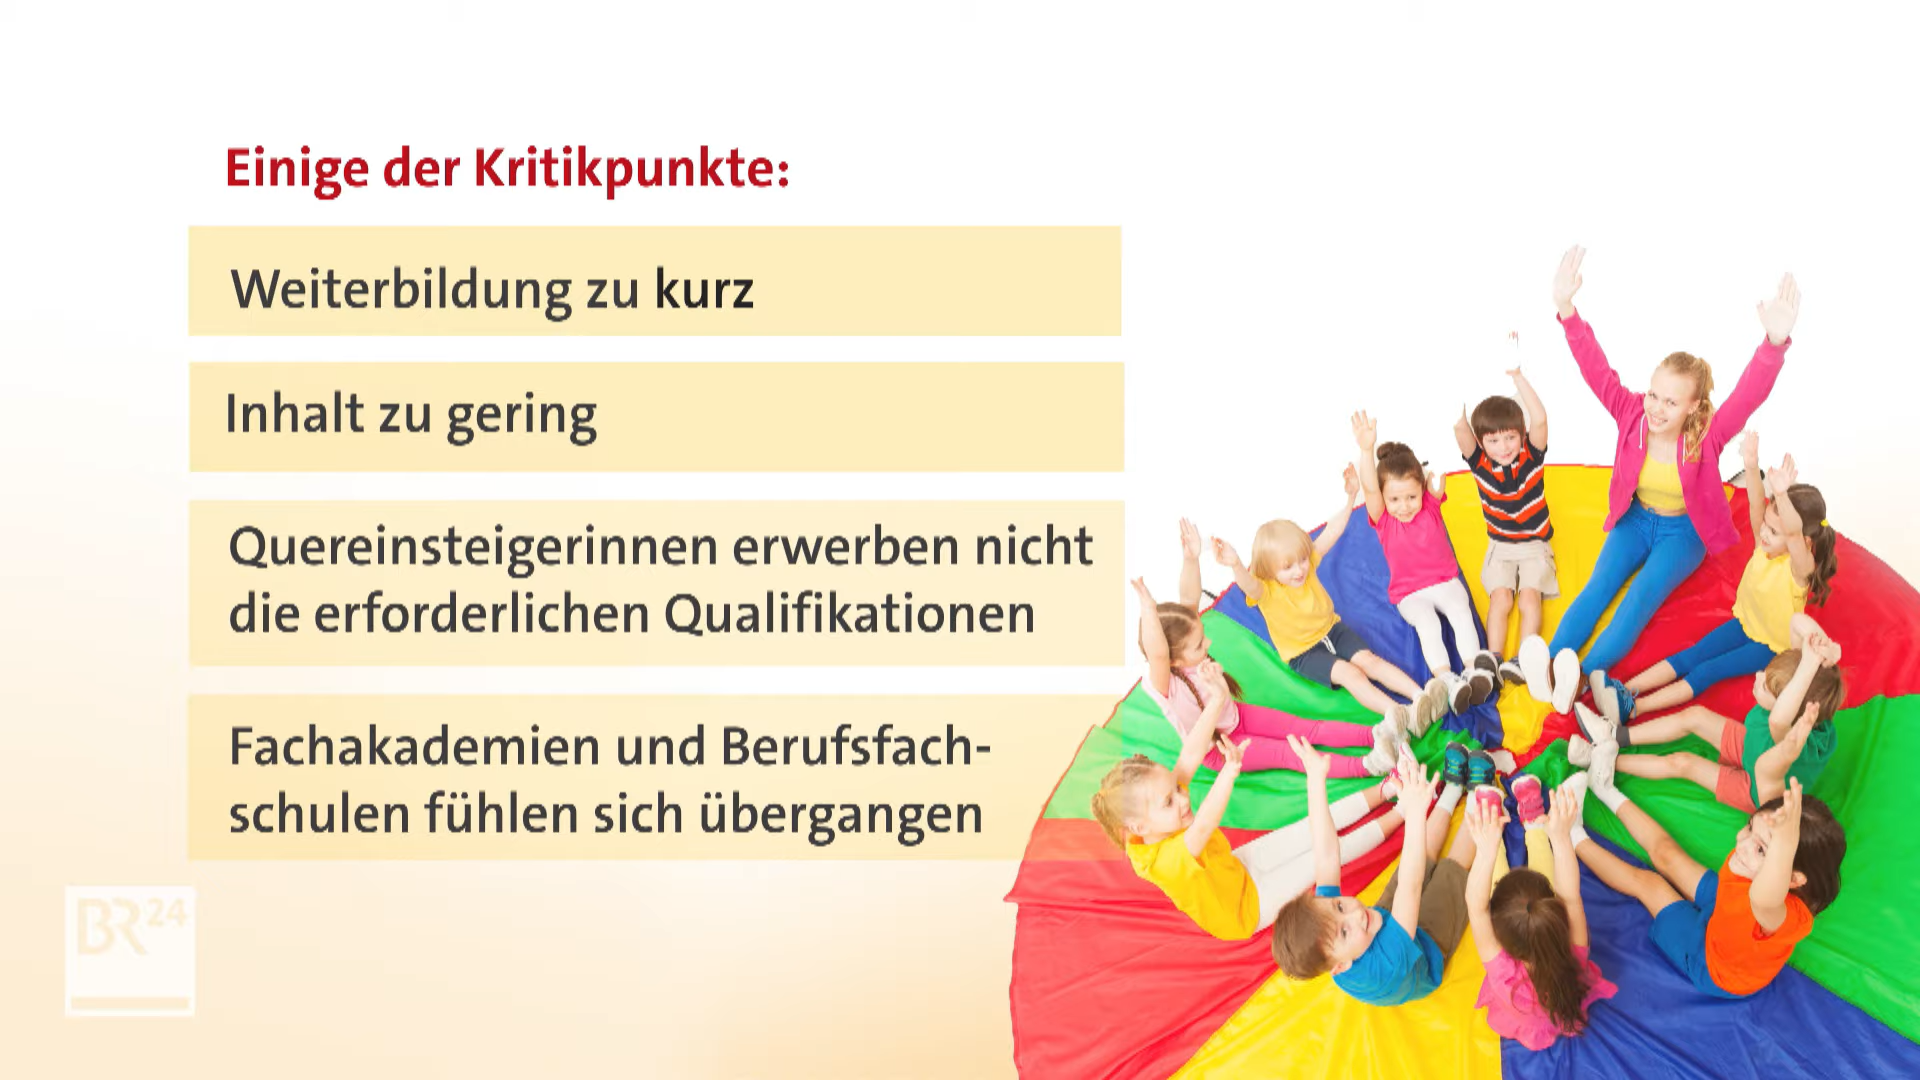 Einige der Kritikpunkte:
Weiterbildung zu kurz
Inhalt zu gering
Quereinsteigerinnen erwerben nicht
die erforderlichen Qualifikationen
Fachakademien und Berufsfach-
schulen fühlen sich übergangen
BR24